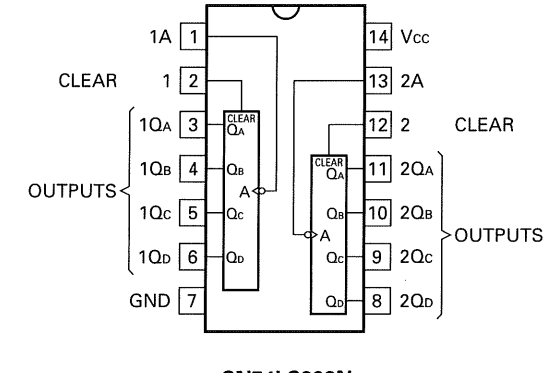 1A 1
CLEAR 1 2
1QA 3
1QB 4
1QC 5
1QD 6
OUTPUTS
GND 7
14 Vcc
13 2A
12 2 CLEAR
11 2QA
10 2QB
9 2QC
8 2QD
OUTPUTS
CLEAR
QA
QB
A
QC
QD
CLEAR
QA
QB
A
QC
QD